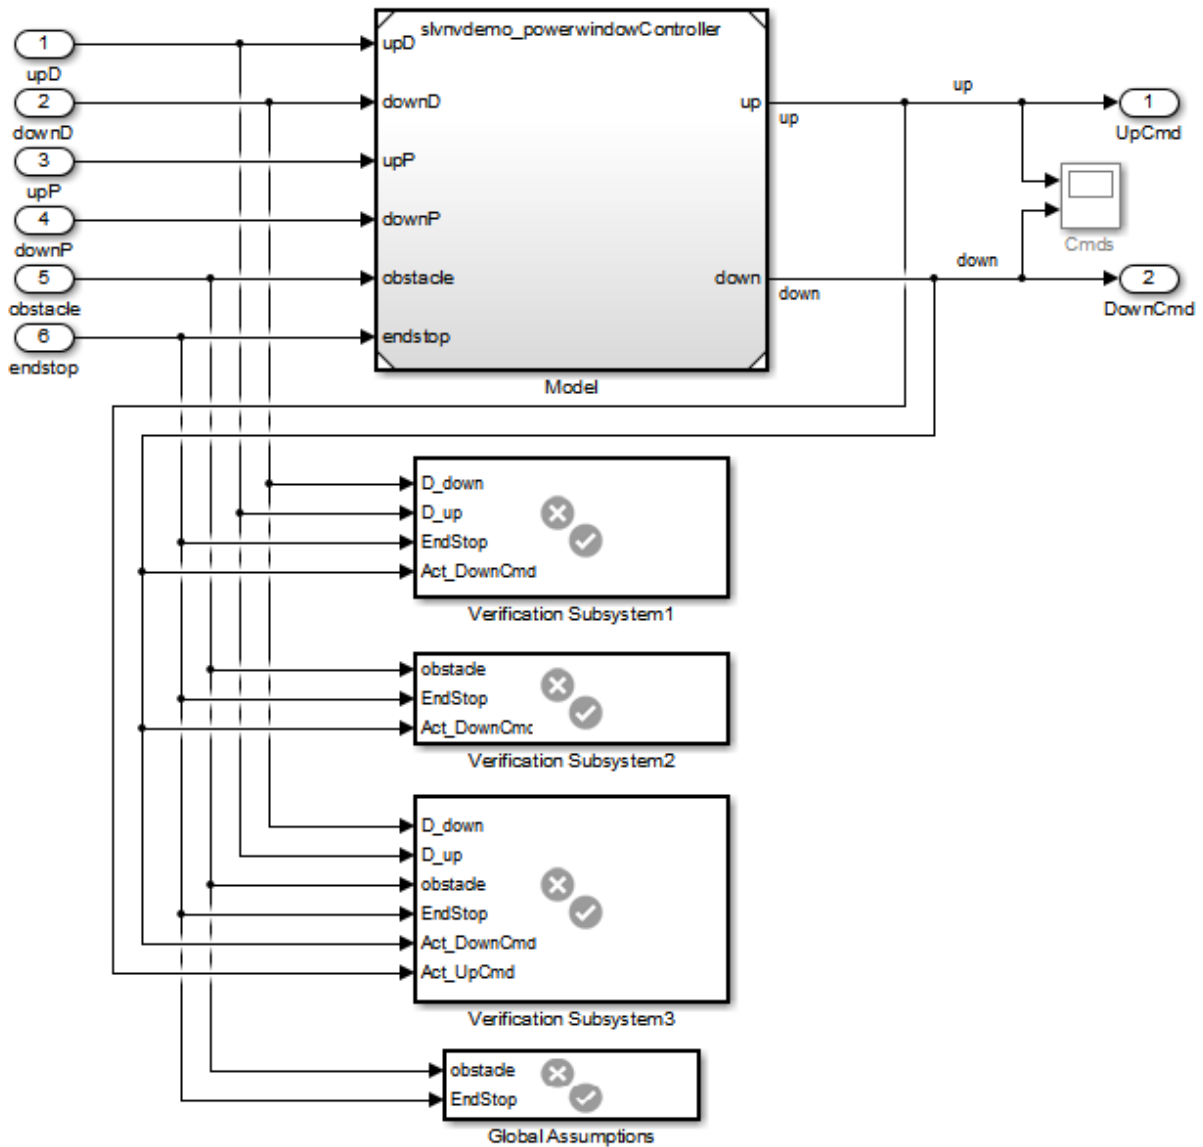 slvnvdemo_powerwindowController
1
upD
upD
2
downD
downD
up
up
up
1
UpCmd
3
upP
upP
Cmds
4
downP
downP
5
obstacle
obstacle
down
down
down
2
DownCmd
6
endstop
endstop
Model
D_down
D_up
EndStop
Act_DownCmd
Verification Subsystem1
obstacle
EndStop
Act_DownCmd
Verification Subsystem2
D_down
D_up
obstacle
EndStop
Act_DownCmd
Act_UpCmd
Verification Subsystem3
obstacle
EndStop
Global Assumptions